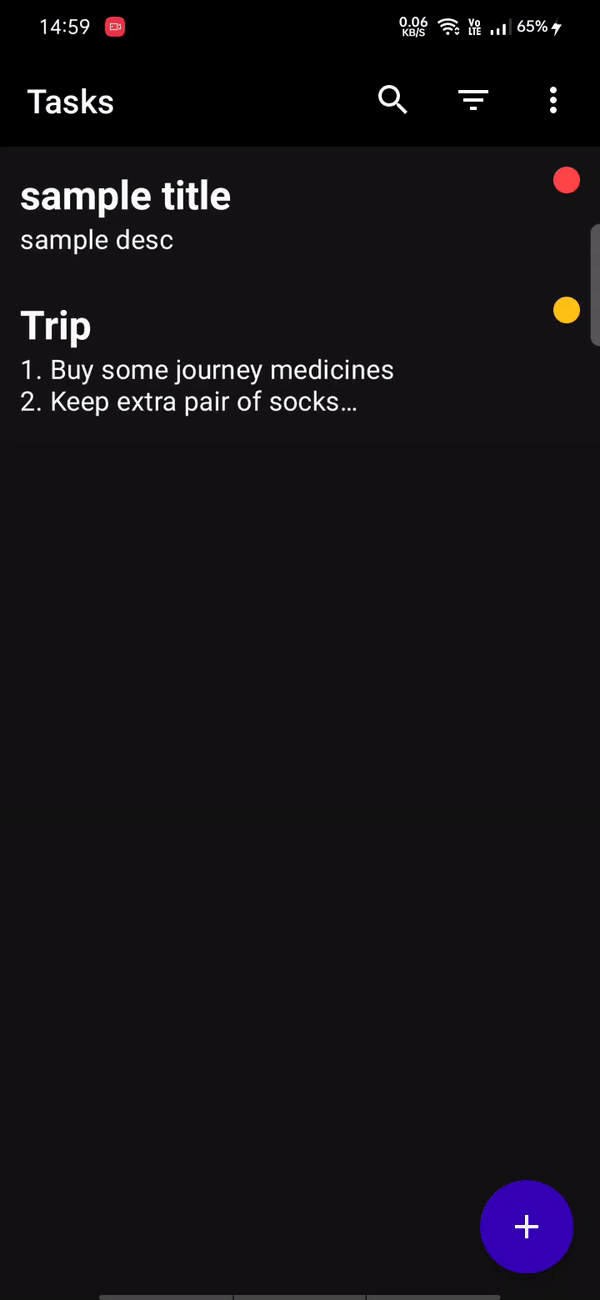 14:59
0.06
KB/S
Vo
LTE
65%
Tasks
sample title
sample desc
Trip
1. Buy some journey medicines
2. Keep extra pair of socks…